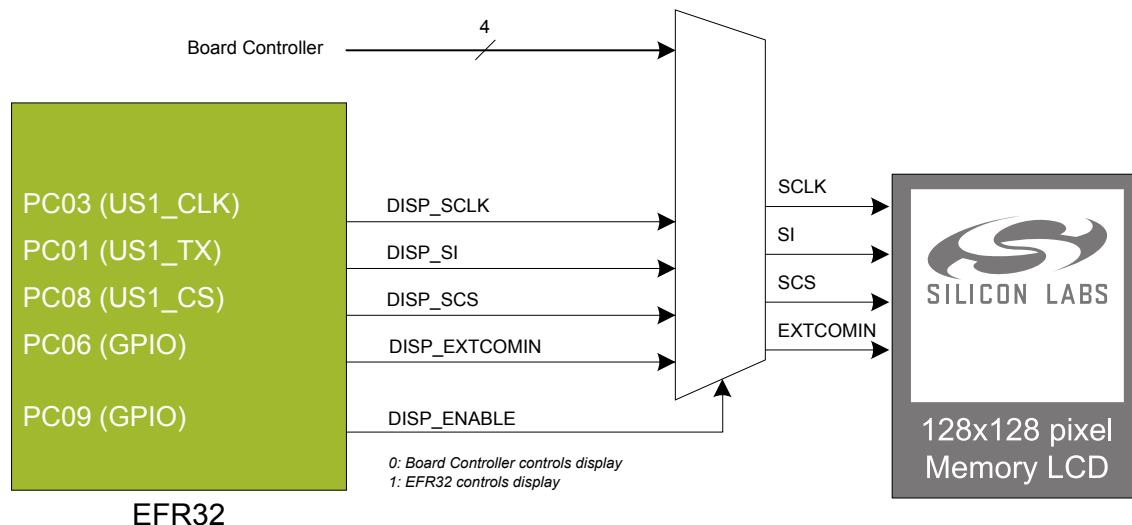 4
Board Controller
PC03 (US1_CLK)
PC01 (US1_TX)
PC08 (US1_CS)
PC06 (GPIO)
PC09 (GPIO)
EFR32
DISP_SCLK
DISP_SI
DISP_SCS
DISP_EXTCOMIN
DISP_ENABLE
0: Board Controller controls display
1: EFR32 controls display
SCLK
SI
SCS
EXTCOMIN
SILICON LABS
128x128 pixel
Memory LCD